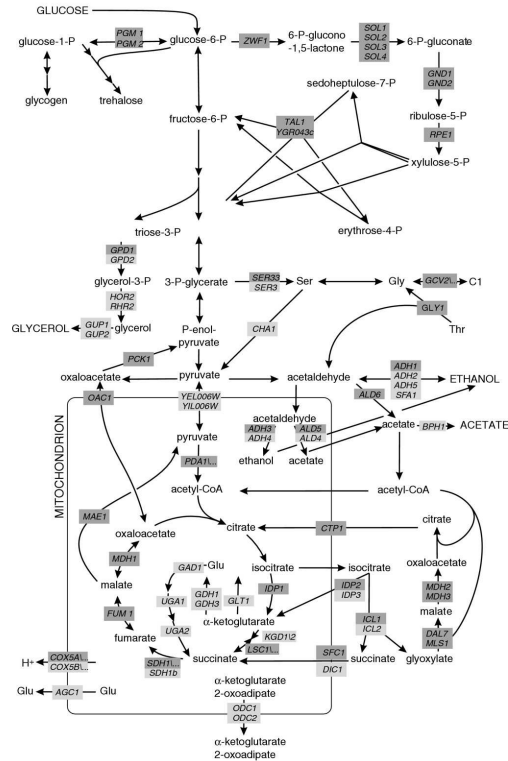 GLUCOSE
glucose-1-P
PGM 1
PGM 2
glucose-6-P
ZWF1
6-P-glucono
-1,5-lactone
SOL1
SOL2
SOL3
SOL4
6-P-gluconate
GND1
GND2
glycogen
trehalose
sedoheptulose-7-P
ribulose-5-P
fructose-6-P
TAL1
YGR043c
RPE1
xylulose-5-P
triose-3-P
erythrose-4-P
GPD1
GPD2
glycerol-3-P
3-P-glycerate
SER33
SER3
Ser
Gly
GCV2\...
C1
HOR2
RHR2
GLY1
GLYCEROL
GUP1
GUP2
glycerol
P-enol-
pyruvate
CHA1
Thr
PCK1
oxaloacetate
pyruvate
acetaldehyde
ADH1
ADH2
ADH5
SFA1
ETHANOL
OAC1
YEL006W
YIL006W
ALD6
MITOCHONDRION
acetaldehyde
pyruvate
ADH3
ADH4
ALD5
ALD4
acetate
BPH1
ACETATE
ethanol
acetate
PDA1\...
acetyl-CoA
acetyl-CoA
MAE1
oxaloacetate
citrate
CTP1
citrate
MDH1
GAD1
Glu
isocitrate
isocitrate
oxaloacetate
malate
UGA1
GDH1
GDH3
GLT1
IDP1
IDP2
IDP3
MDH2
MDH3
FUM 1
α-ketoglutarate
malate
fumarate
UGA2
KGD1\2
ICL1
ICL2
DAL7
MLS1
H+
COX5A\...
COX5B\...
SDH1\...
SDH1b
succinate
LSC1\...
SFC1
DIC1
succinate
glyoxylate
Glu
AGC1
Glu
α-ketoglutarate
2-oxoadipate
ODC1
ODC2
α-ketoglutarate
2-oxoadipate